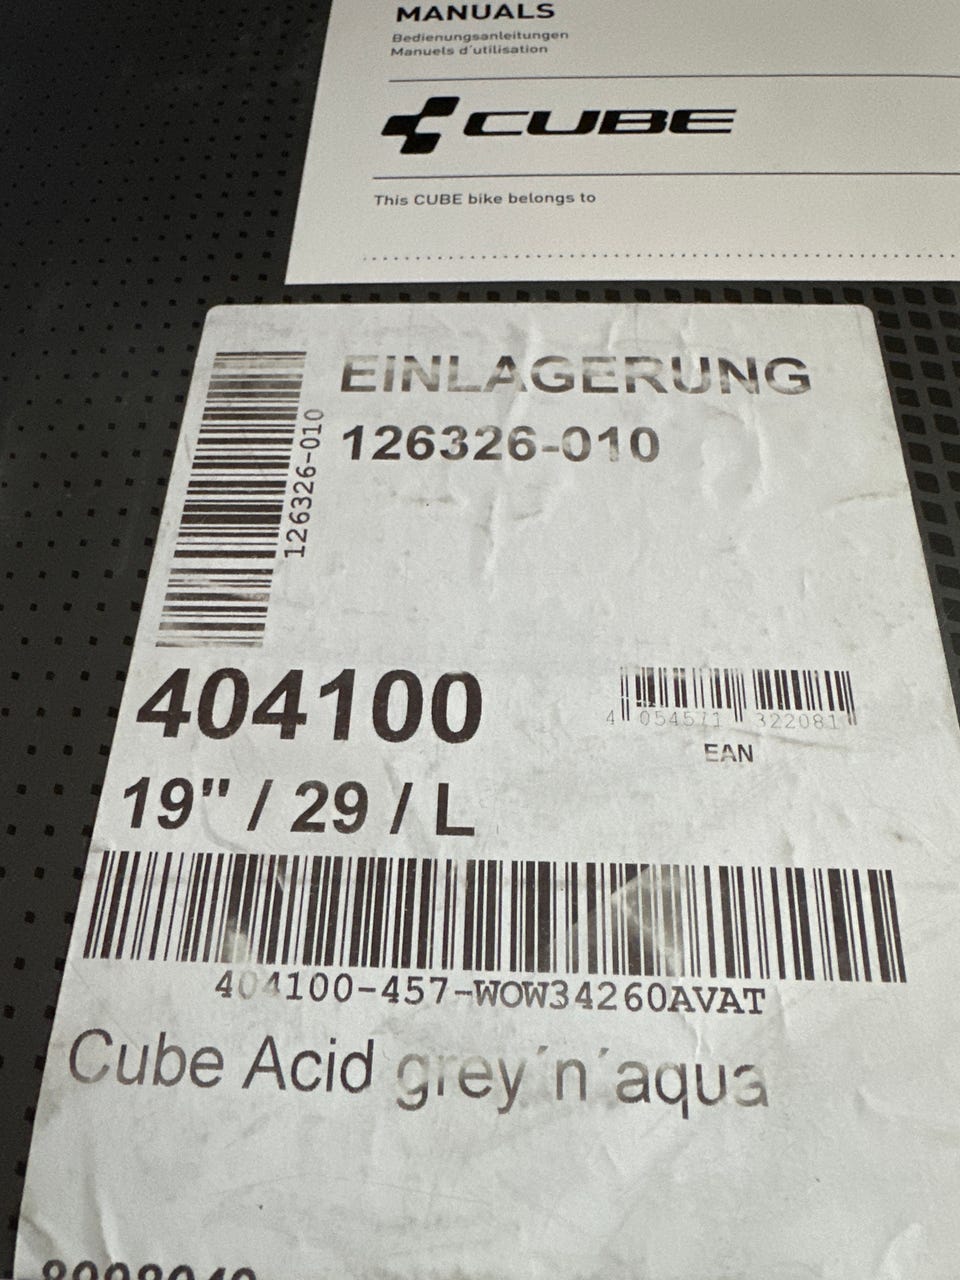 MANUALS
Bedienungsanleitungen
Manuels d'utilisation
CUBE
This CUBE bike belongs to
EINLAGERUNG
126326-010
126326-010
404100
4 054571 322081
EAN
19" / 29 / L
404100-457-WOW34260AVAT
Cube Acid grey´n´aqua